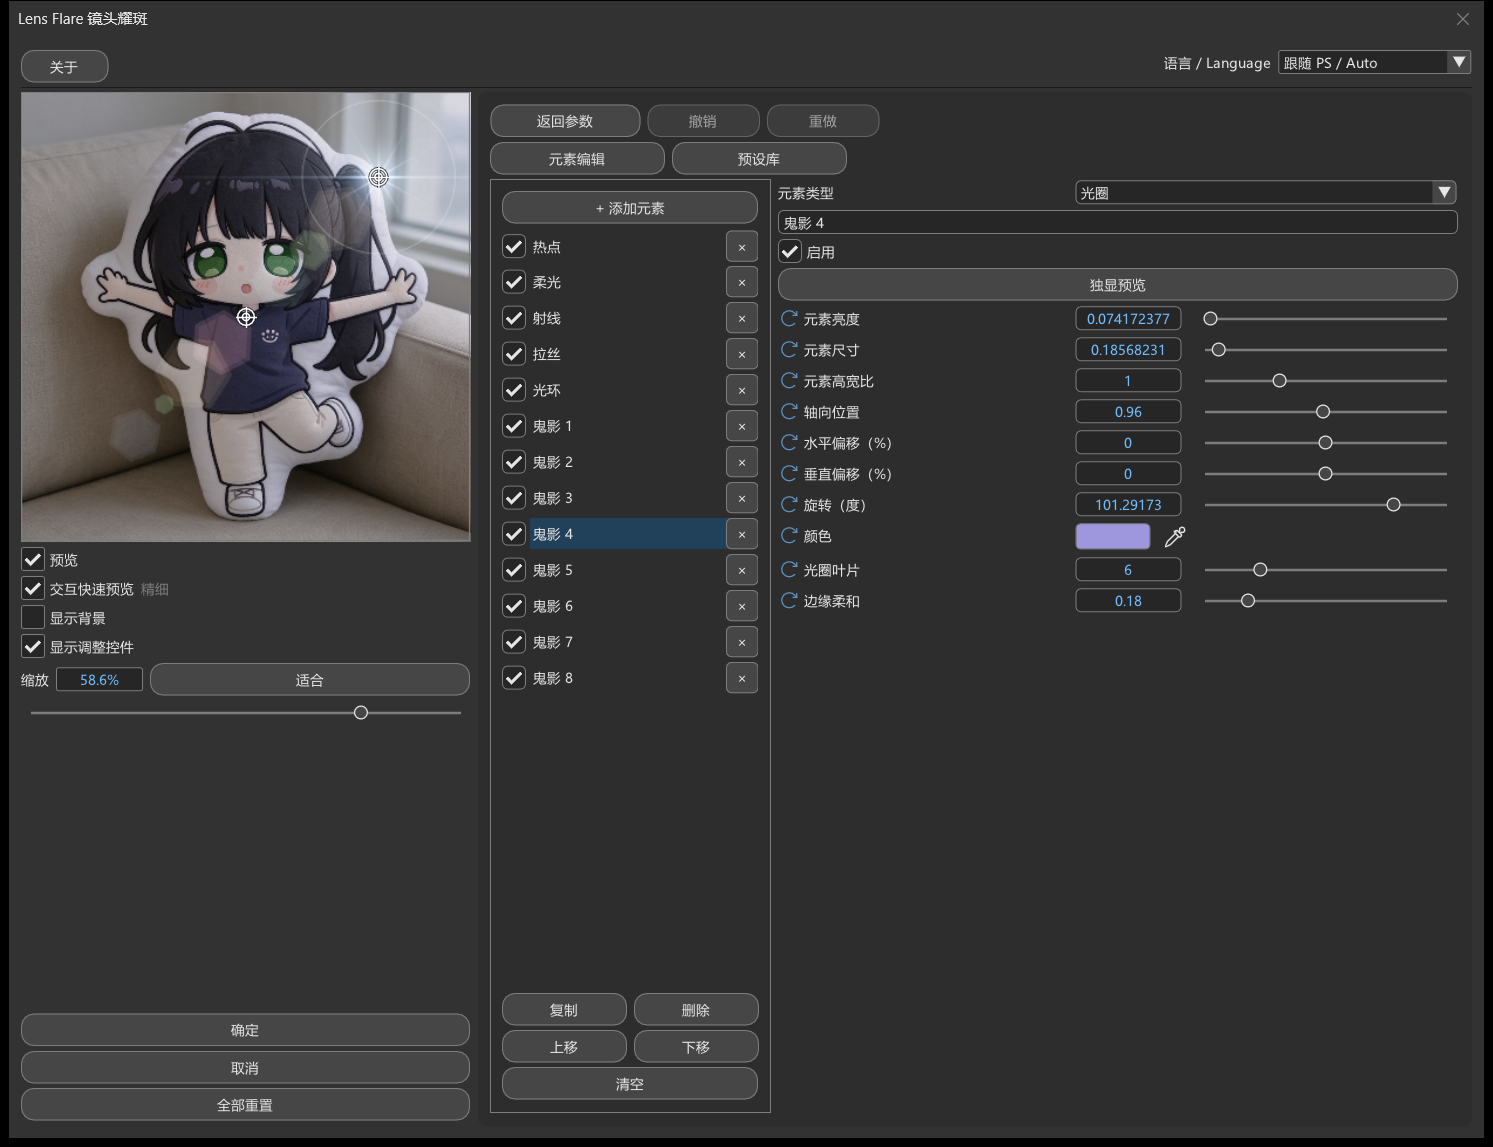 Lens Flare 镜头耀斑
关于
语言 / Language
跟随 PS / Auto
返回参数
撤销
重做
元素编辑
预设库
+ 添加元素
热点
×
柔光
×
射线
×
拉丝
×
光环
×
鬼影 1
×
鬼影 2
×
鬼影 3
×
鬼影 4
×
鬼影 5
×
鬼影 6
×
鬼影 7
×
鬼影 8
×
复制
删除
上移
下移
清空
元素类型
光圈
鬼影 4
启用
独显预览
元素亮度
0.074172377
元素尺寸
0.18568231
元素高宽比
1
轴向位置
0.96
水平偏移（%）
0
垂直偏移（%）
0
旋转（度）
101.29173
颜色
光圈叶片
6
边缘柔和
0.18
预览
交互快速预览 精细
显示背景
显示调整控件
缩放
58.6%
适合
确定
取消
全部重置